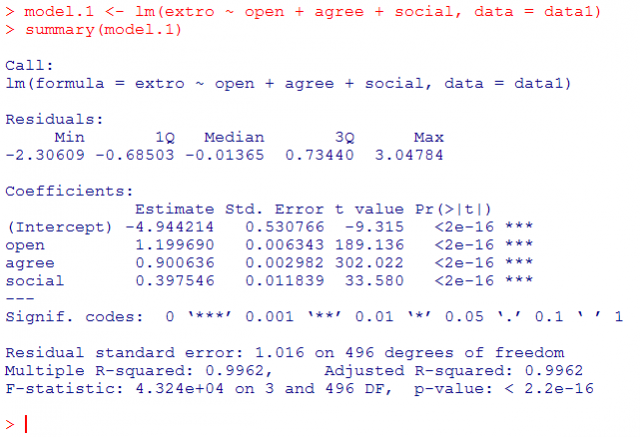 > model.1 <- lm(extro ~ open + agree + social, data = data1)
> summary(model.1)
Call:
lm(formula = extro ~ open + agree + social, data = data1)
Residuals:
     Min       1Q   Median       3Q      Max
-2.30609 -0.68503 -0.01365  0.73440  3.04784
Coefficients:
             Estimate Std. Error t value Pr(>|t|)
(Intercept) -4.944214   0.530766  -9.315   <2e-16 ***
open         1.199690   0.006343 189.136   <2e-16 ***
agree        0.900636   0.002982 302.022   <2e-16 ***
social       0.397546   0.011839  33.580   <2e-16 ***
---
Signif. codes:  0 ‘***’ 0.001 ‘**’ 0.01 ‘*’ 0.05 ‘.’ 0.1 ‘ ’ 1
Residual standard error: 1.016 on 496 degrees of freedom
Multiple R-squared: 0.9962,     Adjusted R-squared: 0.9962
F-statistic: 4.324e+04 on 3 and 496 DF,  p-value: < 2.2e-16
>